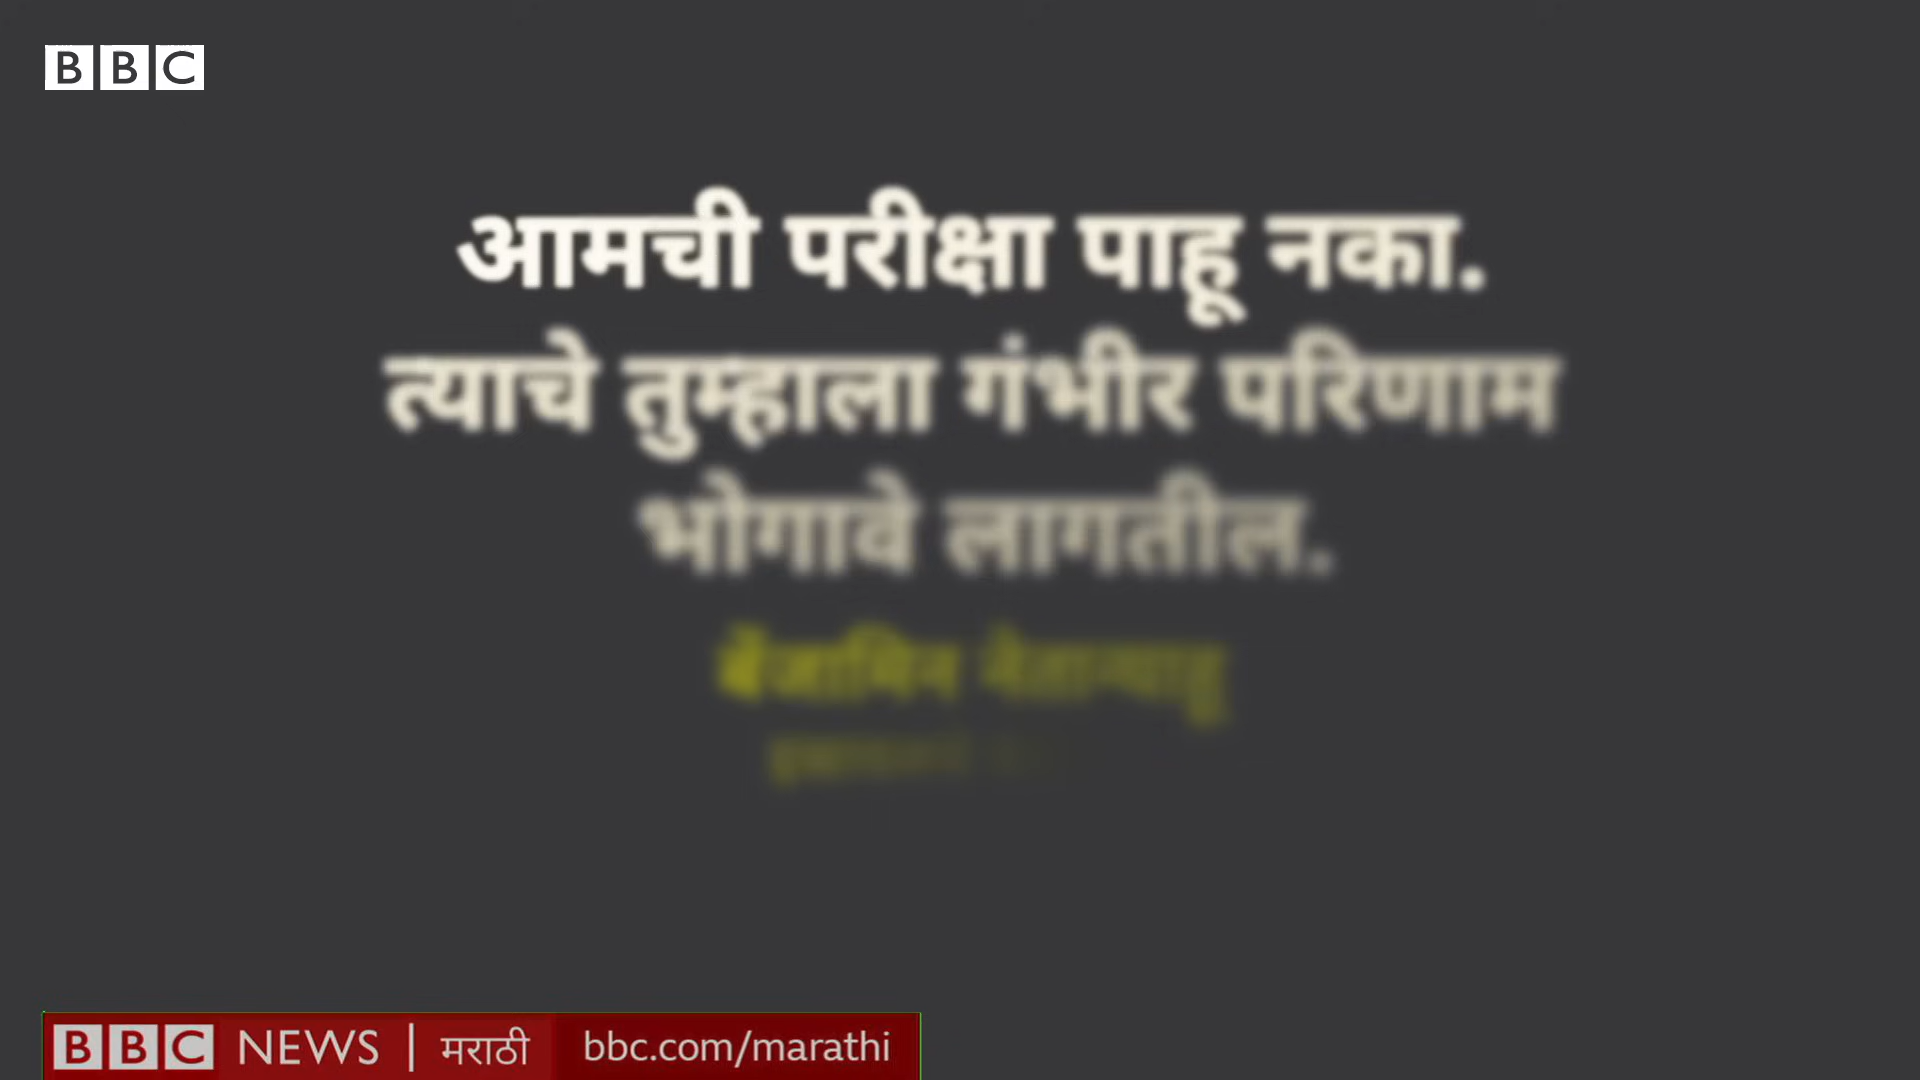 BBC
आमची परीक्षा पाहू नका.
त्याचे तुम्हाला गंभीर परिणाम
भोगावे लागतील.
बेंजामिन नेतान्याहू
BBC NEWS | मराठी bbc.com/marathi